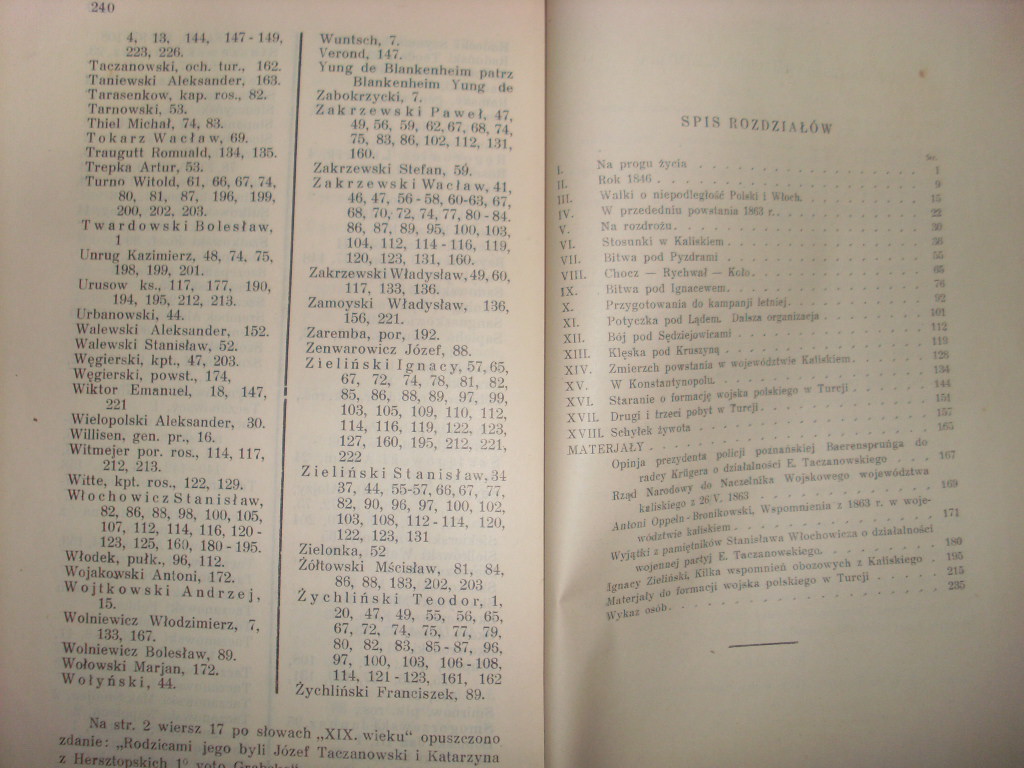 240
4, 13, 144, 147-149,
223, 226.
Taczanowski, och. tur., 162.
Taniewski Aleksander, 163.
Tarasenkow, kap. ros., 82.
Tarnowski, 53.
Thiel Michał, 74, 83.
Tokarz Wacław, 69.
Traugutt Romuald, 134, 135.
Trepka Artur, 53.
Turno Witold, 61, 66, 67, 74,
80, 81, 87, 196, 199,
200, 202, 203.
Twardowski Bolesław,
1
Unrug Kazimierz, 48, 74, 75,
198, 199, 201.
Urusow ks., 117, 177, 190,
194, 195, 212, 213.
Urbanowski, 44.
Walewski Aleksander, 152.
Walewski Stanisław, 52.
Węgierski, kpt., 47, 203.
Węgierski, powst., 174,
Wiktor Emanuel, 18, 147,
221
Wielopolski Aleksander, 30.
Willisen, gen. pr., 16.
Witmejer por. ros., 114, 117,
212, 213.
Witte, kpt. ros., 122, 129.
Włochowicz Stanisław,
82, 86, 88, 98, 100, 105,
107, 112, 114, 116, 120-
123, 125, 160, 180-195.
Włodek, pułk., 96, 112.
Wojakowski Antoni, 172.
Wojtkowski Andrzej,
15.
Wolniewicz Włodzimierz, 7,
133, 167.
Wolniewicz Bolesław, 89.
Wołowski Marjan, 172.
Wołyński, 44.
Wuntsch, 7.
Verond, 147.
Yung de Blankenheim patrz
Blankenheim Yung de
Zabokrzycki, 7.
Zakrzewski Paweł, 47,
49, 56, 59, 62, 67, 68, 74,
75, 83, 86, 102, 112, 131,
160.
Zakrzewski Stefan, 59.
Zakrzewski Wacław, 41,
46, 47, 56-58, 60-63, 67,
68, 70, 72, 74, 77, 80-84,
86, 87, 89, 95, 100, 103,
104, 112, 114-116, 119,
120, 123, 131, 160.
Zakrzewski Władysław, 49, 60,
117, 133, 136.
Zamoyski Władysław, 136,
156, 221.
Zaremba, por, 192.
Zenwarowicz Józef, 88.
Zieliński Ignacy, 57, 65,
67, 72, 74, 78, 81, 82,
85, 86, 88, 89, 97, 99,
103, 105, 109, 110, 112,
114, 116, 119, 122, 123,
127, 160, 195, 212, 221,
222
Zieliński Stanisław, 34
37, 44, 55-57, 66, 67, 77,
82, 90, 96, 97, 100, 102,
103, 108, 112-114, 120,
122, 123, 131
Zielonka, 52
Żółtowski Mścisław, 81, 84,
86, 88, 183, 202, 203
Żychliński Teodor, 1,
20, 47, 49, 55, 56, 65,
67, 72, 74, 75, 77, 79,
80, 82, 83, 85-87, 96,
97, 100, 103, 106-108,
114, 121-123, 161, 162
Żychliński Franciszek, 89.
Na str. 2 wiersz 17 po słowach „XIX. wieku“ opuszczono
zdanie: „Rodzicami jego byli Józef Taczanowski i Katarzyna
z Hersztopskich 1° voto
SPIS ROZDZIAŁÓW
Str.
I. Na progu życia . . . 1
II. Rok 1846 . . . 9
III. Walki o niepodległość Polski i Włoch. 15
IV. W przededniu powstania 1863 r. . . . 22
V. Na rozdrożu . . . 30
VI. Stosunki w Kaliskiem . . . 36
VII. Bitwa pod Pyzdrami . . . 55
VIII. Chocz — Rychwał — Koło . . . 65
IX. Bitwa pod Ignacewem . . . 76
X. Przygotowania do kampanji letniej . . . 92
XI. Potyczka pod Lądem. Dalsza organizacja . . . 101
XII. Bój pod Sędziejowicami . . . 112
XIII. Klęska pod Kruszyną . . . 119
XIV. Zmierzch powstania w województwie Kaliskiem . . . 128
XV. W Konstantynopolu . . . 134
XVI. Staranie o formację wojska polskiego w Turcji . . . 144
XVII. Drugi i trzeci pobyt w Turcji . . . 151
XVIII. Schyłek żywota . . . 157
MATERJAŁY . . . 165
Opinja prezydenta policji poznańskiej Baerensprunga do
radcy Krügera o działalności E. Taczanowskiego . . . 167
Rząd Narodowy do Naczelnika Wojskowego województwa
kaliskiego z 26/V. 1863 . . . 169
Antoni Oppeln-Bronikowski, Wspomnienia z 1863 r. w woje-
wództwie kaliskiem . . . 171
Wyjątki z pamiętników Stanisława Włochowicza o działalności
wojennej partyj E. Taczanowskiego. . . . 180
Ignacy Zieliński, Kilka wspomnień obozowych z Kaliskiego . 195
Materjały do formacji wojska polskiego w Turcji . . . 215
Wykaz osób . . . 235